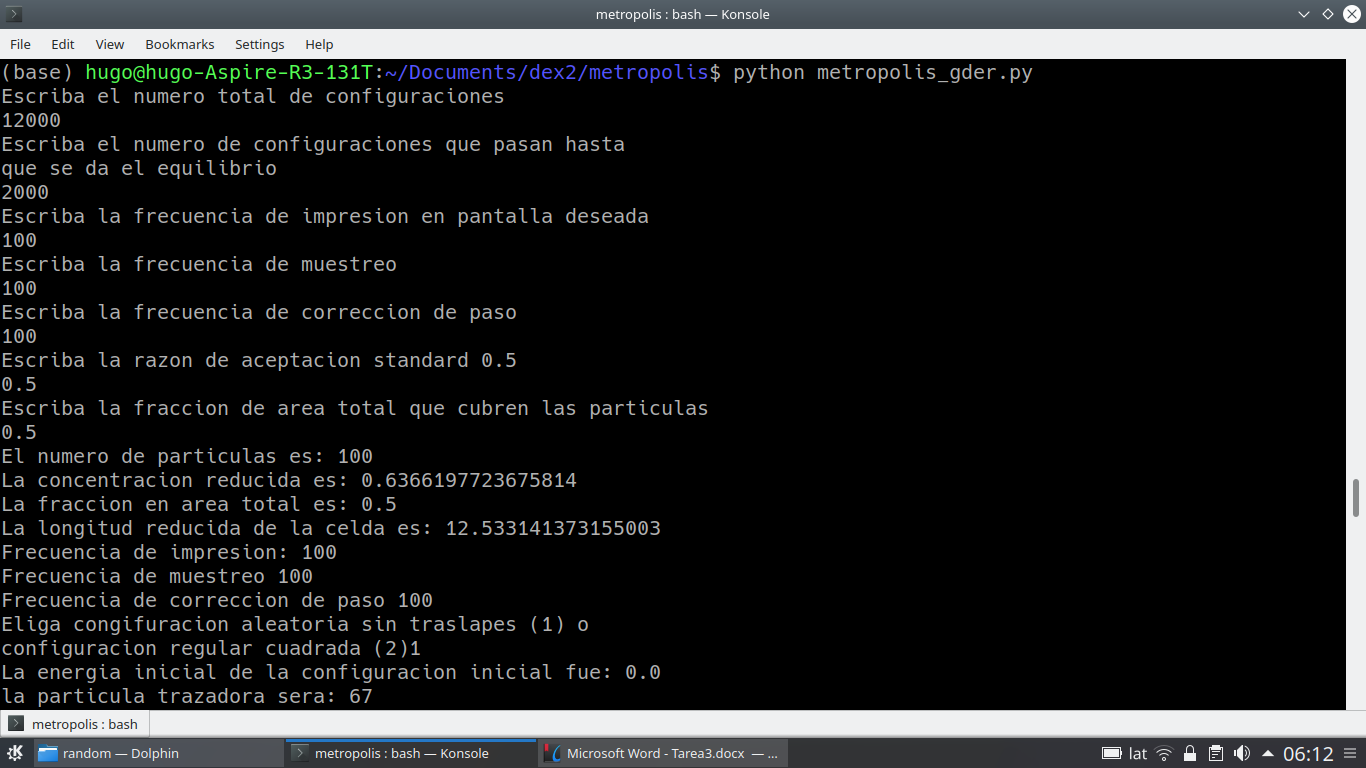 metropolis : bash — Konsole
File Edit View Bookmarks Settings Help
(base) hugo@hugo-Aspire-R3-131T:~/Documents/dex2/metropolis$ python metropolis_gder.py
Escriba el numero total de configuraciones
12000
Escriba el numero de configuraciones que pasan hasta
que se da el equilibrio
2000
Escriba la frecuencia de impresion en pantalla deseada
100
Escriba la frecuencia de muestreo
100
Escriba la frecuencia de correccion de paso
100
Escriba la razon de aceptacion standard 0.5
0.5
Escriba la fraccion de area total que cubren las particulas
0.5
El numero de particulas es: 100
La concentracion reducida es: 0.6366197723675814
La fraccion en area total es: 0.5
La longitud reducida de la celda es: 12.533141373155003
Frecuencia de impresion: 100
Frecuencia de muestreo 100
Frecuencia de correccion de paso 100
Eliga congifuracion aleatoria sin traslapes (1) o
configuracion regular cuadrada (2)1
La energia inicial de la configuracion inicial fue: 0.0
la particula trazadora sera: 67
metropolis : bash
random — Dolphin metropolis : bash — Konsole Microsoft Word - Tarea3.docx — ... lat 06:12